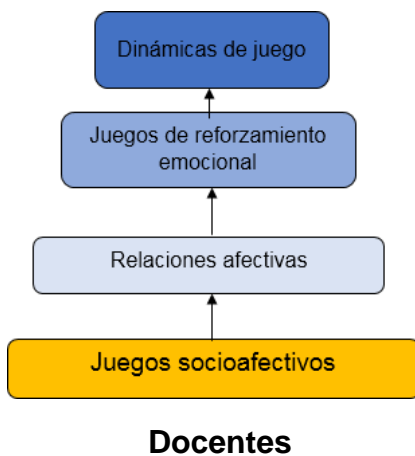 Dinámicas de juego
Juegos de reforzamiento
emocional
Relaciones afectivas
Juegos socioafectivos
Docentes